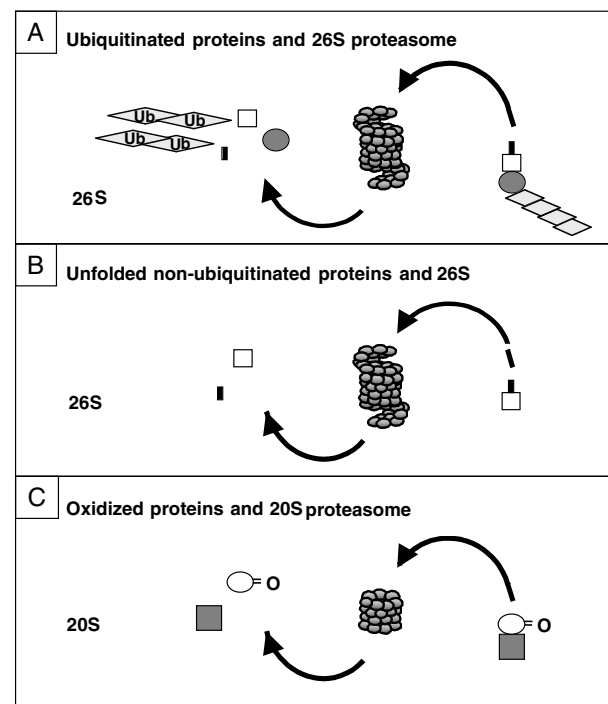 A Ubiquitinated proteins and 26S proteasome
Ub Ub
Ub Ub
26S
B Unfolded non-ubiquitinated proteins and 26S
26S
C Oxidized proteins and 20S proteasome
=O
=O
20S